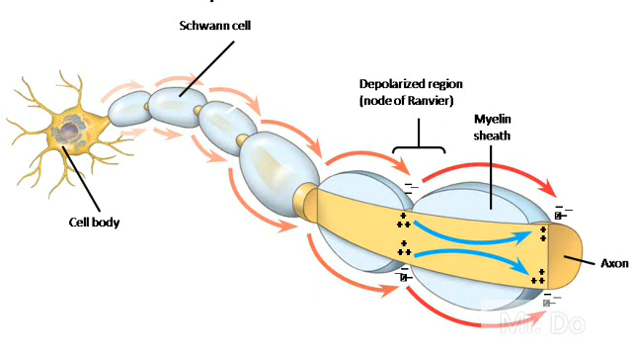 Schwann cell
Depolarized region
(node of Ranvier)
Myelin
sheath
Cell body
Axon
Mr. Do